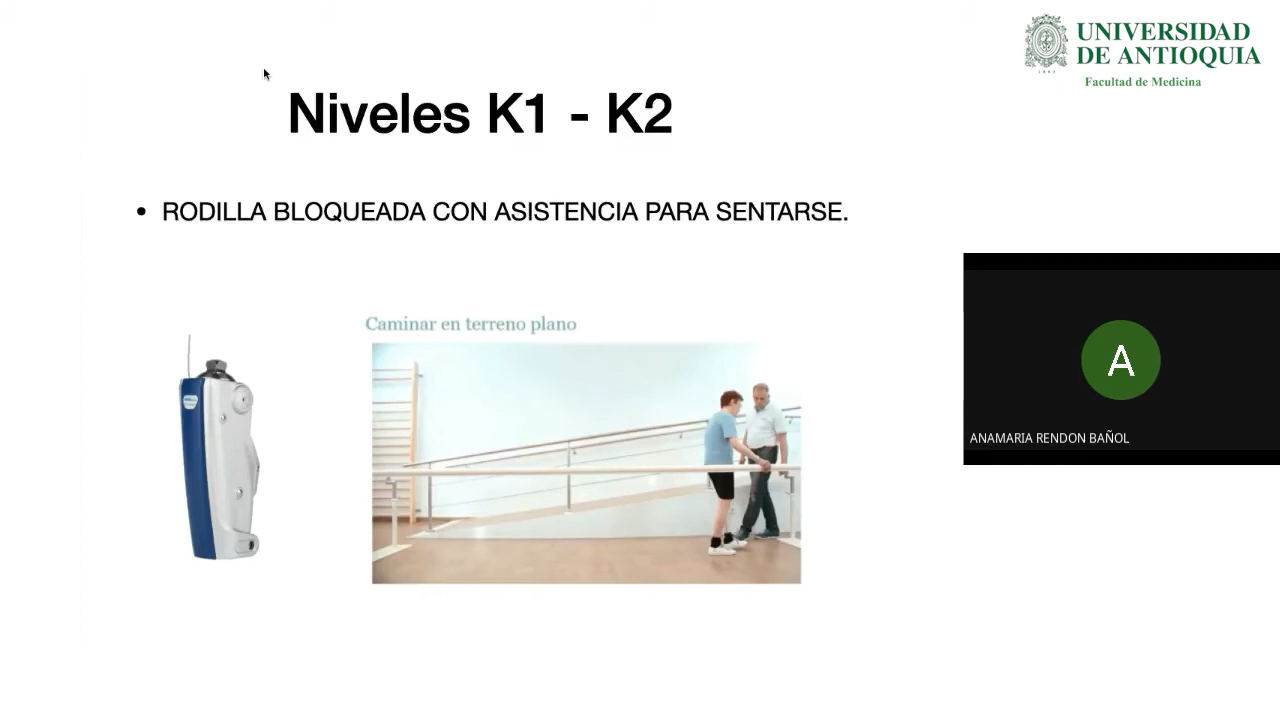 UNIVERSIDAD
DE ANTIOQUIA
1803
Facultad de Medicina
Niveles K1 - K2
• RODILLA BLOQUEADA CON ASISTENCIA PARA SENTARSE.
Caminar en terreno plano
A
ANAMARIA RENDON BAÑOL